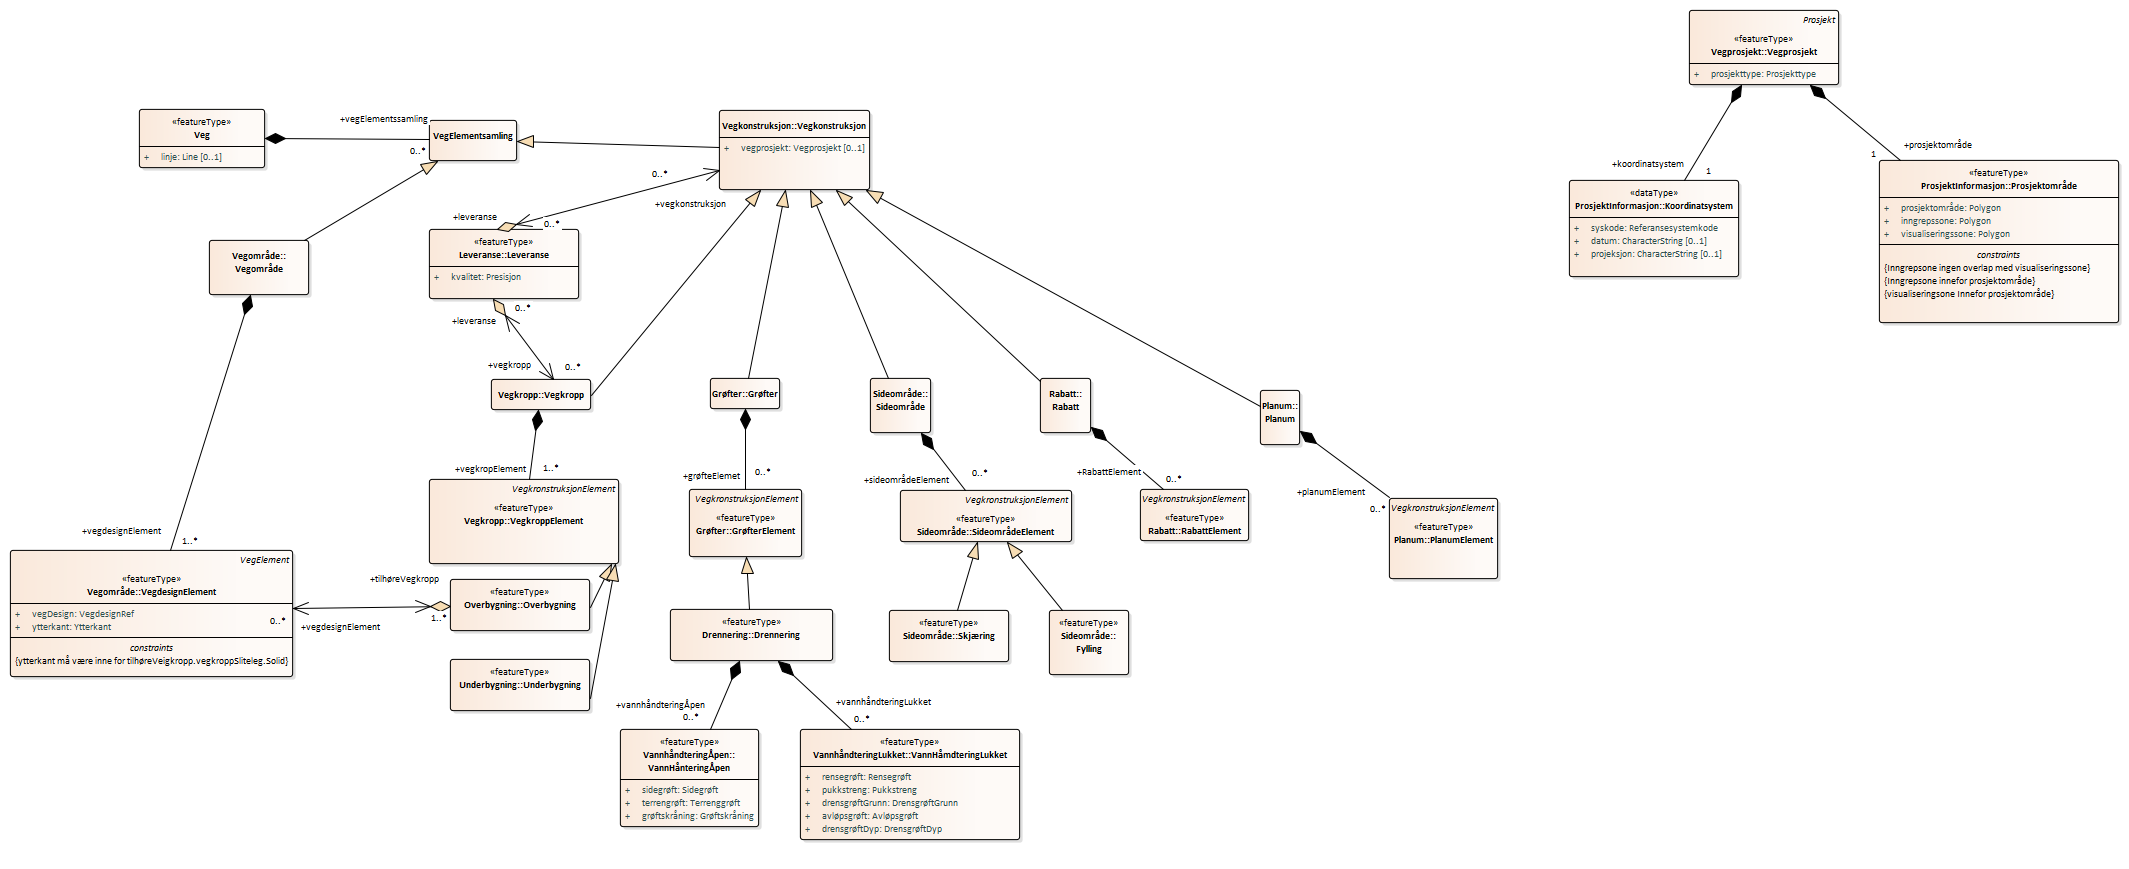 Prosjekt
«featureType»
Vegprosjekt::Vegprosjekt
+ prosjekttype: Prosjekttype
«featureType»
Veg
+ linje: Line [0..1]
+vegElementssamling
0..*
VegElementsamling
Vegkonstruksjon::Vegkonstruksjon
+ vegprosjekt: Vegprosjekt [0..1]
+koordinatsystem
1
+prosjektområde
1
«dataType»
ProsjektInformasjon::Koordinatsystem
+ syskode: Referansesystemkode
+ datum: CharacterString [0..1]
+ projeksjon: CharacterString [0..1]
«featureType»
ProsjektInformasjon::Prosjektområde
+ prosjektområde: Polygon
+ inngrepssone: Polygon
+ visualiseringssone: Polygon
constraints
{Inngrepsone ingen overlap med visualiseringssone}
{Inngrepsone innefor prosjektområde}
{visualiseringsone Innefor prosjektområde}
0..*
+vegkonstruksjon
+leveranse
0..*
«featureType»
Leveranse::Leveranse
+ kvalitet: Presisjon
Vegområde::
Vegområde
0..*
+leveranse
+vegkropp
0..*
Vegkropp::Vegkropp
Grøfter::Grøfter
Sideområde::
Sideområde
Rabatt::
Rabatt
Planum::
Planum
+vegkropElement
1..*
+grøfteElemet
0..*
+sideområdeElement
0..*
+RabattElement
0..*
+planumElement
0..*
VegkronstruksjonElement
«featureType»
Vegkropp::VegkroppElement
VegkronstruksjonElement
«featureType»
Grøfter::GrøfterElement
VegkronstruksjonElement
«featureType»
Sideområde::SideområdeElement
VegkronstruksjonElement
«featureType»
Rabatt::RabattElement
VegkronstruksjonElement
«featureType»
Planum::PlanumElement
+vegdesignElement
1..*
VegElement
«featureType»
Vegområde::VegdesignElement
+ vegDesign: VegdesignRef
+ ytterkant: Ytterkant
constraints
{ytterkant må være inne for tilhøreVeigkropp.vegkroppSliteleg.Solid}
0..*
+vegdesignElement
+tilhøreVegkropp
1..*
«featureType»
Overbygning::Overbygning
«featureType»
Underbygning::Underbygning
«featureType»
Drennering::Drennering
«featureType»
Sideområde::Skjæring
«featureType»
Sideområde::
Fylling
+vannhåndteringÅpen
0..*
+vannhåndteringLukket
0..*
«featureType»
VannhåndteringÅpen::
VannHånteringÅpen
+ sidegrøft: Sidegrøft
+ terrengrøft: Terrenggrøft
+ grøftskråning: Grøftskråning
«featureType»
VannhåndteringLukket::VannHåmdteringLukket
+ rensegrøft: Rensegrøft
+ pukkstreng: Pukkstreng
+ drensgrøftGrunn: DrensgrøftGrunn
+ avløpsgrøft: Avløpsgrøft
+ drensgrøftDyp: DrensgrøftDyp